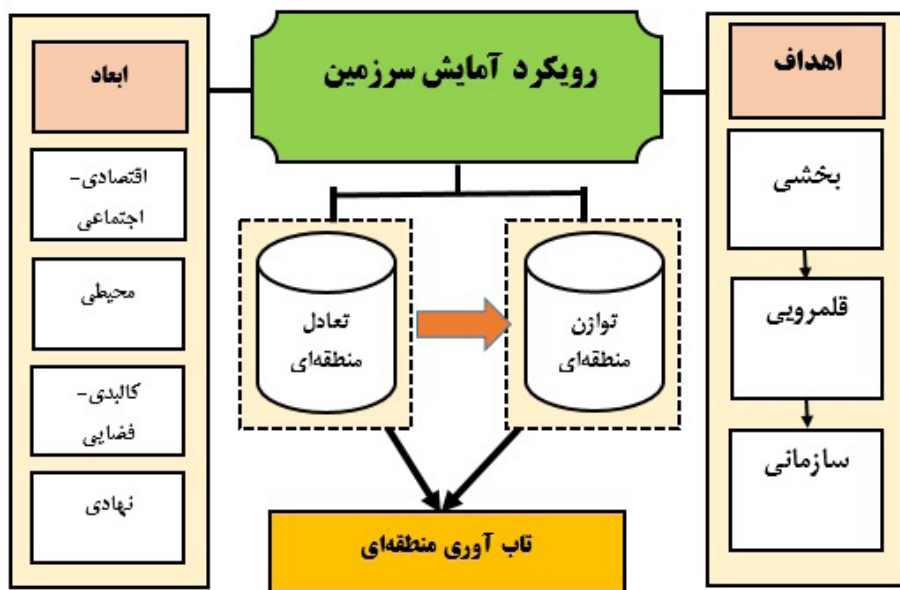 رویکرد آمایش سرزمین
اهداف
بخشی
قلمرویی
سازمانی
توازن
منطقه‌ای
تعادل
منطقه‌ای
تاب آوری منطقه‌ای
ابعاد
اقتصادی-
اجتماعی
محیطی
کالبدی-
فضایی
نهادی